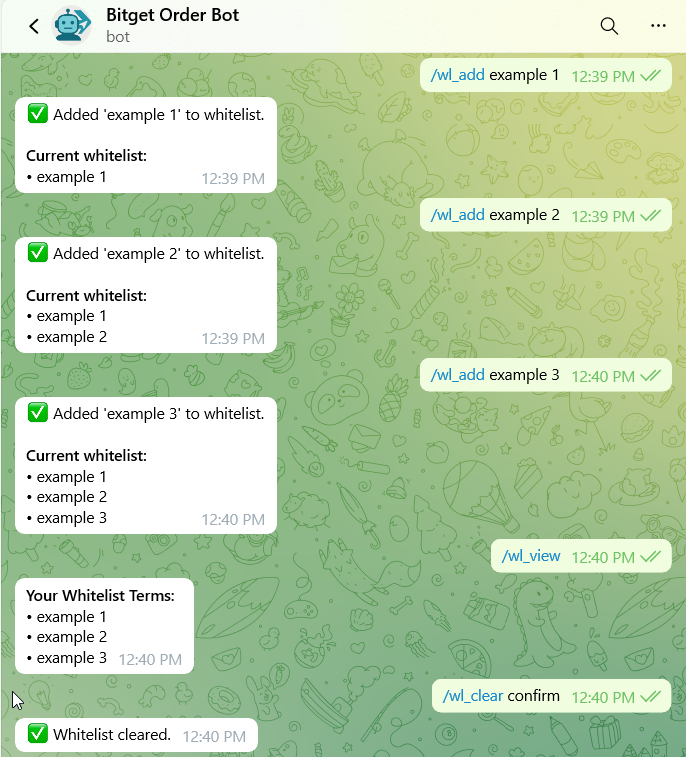 Bitget Order Bot
bot
/wl_add example 1 12:39 PM
✅ Added 'example 1' to whitelist.
Current whitelist:
• example 1 12:39 PM
/wl_add example 2 12:39 PM
✅ Added 'example 2' to whitelist.
Current whitelist:
• example 1
• example 2 12:39 PM
/wl_add example 3 12:40 PM
✅ Added 'example 3' to whitelist.
Current whitelist:
• example 1
• example 2
• example 3 12:40 PM
/wl_view 12:40 PM
Your Whitelist Terms:
• example 1
• example 2
• example 3 12:40 PM
/wl_clear confirm 12:40 PM
✅ Whitelist cleared. 12:40 PM